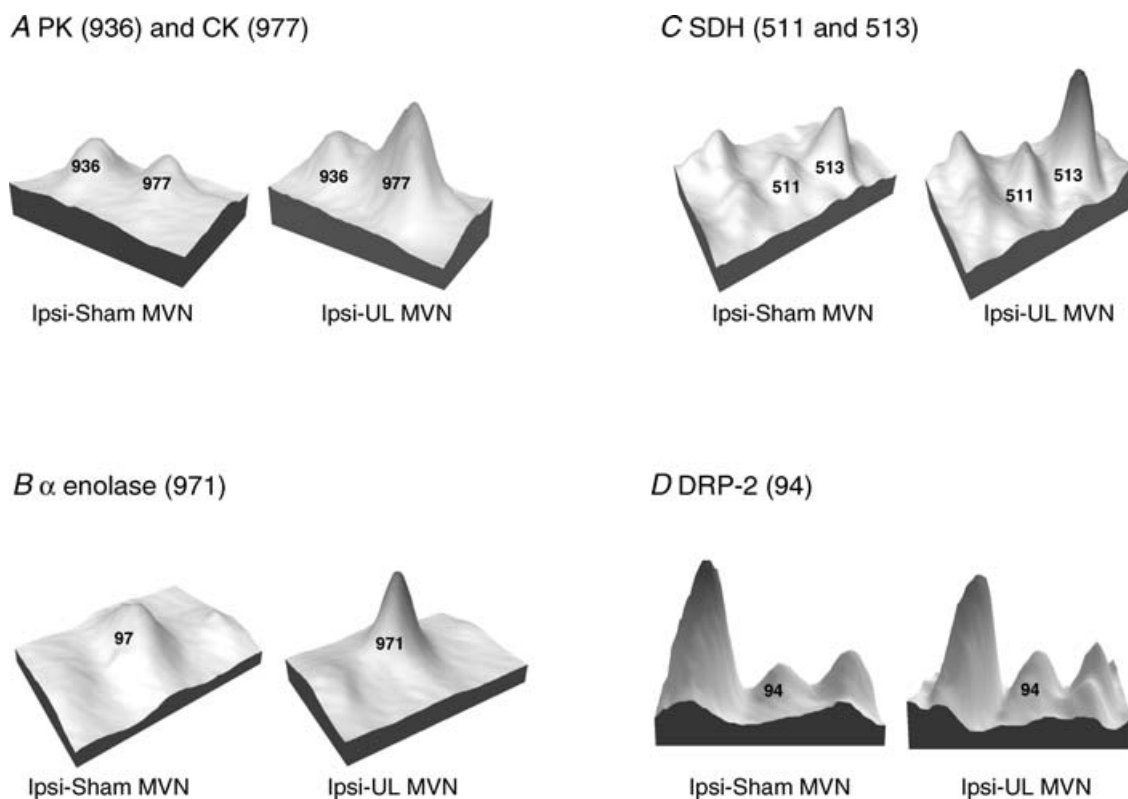 A PK (936) and CK (977)
936
977
Ipsi-Sham MVN
936
977
Ipsi-UL MVN
C SDH (511 and 513)
511
513
Ipsi-Sham MVN
511
513
Ipsi-UL MVN
B α enolase (971)
97
Ipsi-Sham MVN
971
Ipsi-UL MVN
D DRP-2 (94)
94
Ipsi-Sham MVN
94
Ipsi-UL MVN